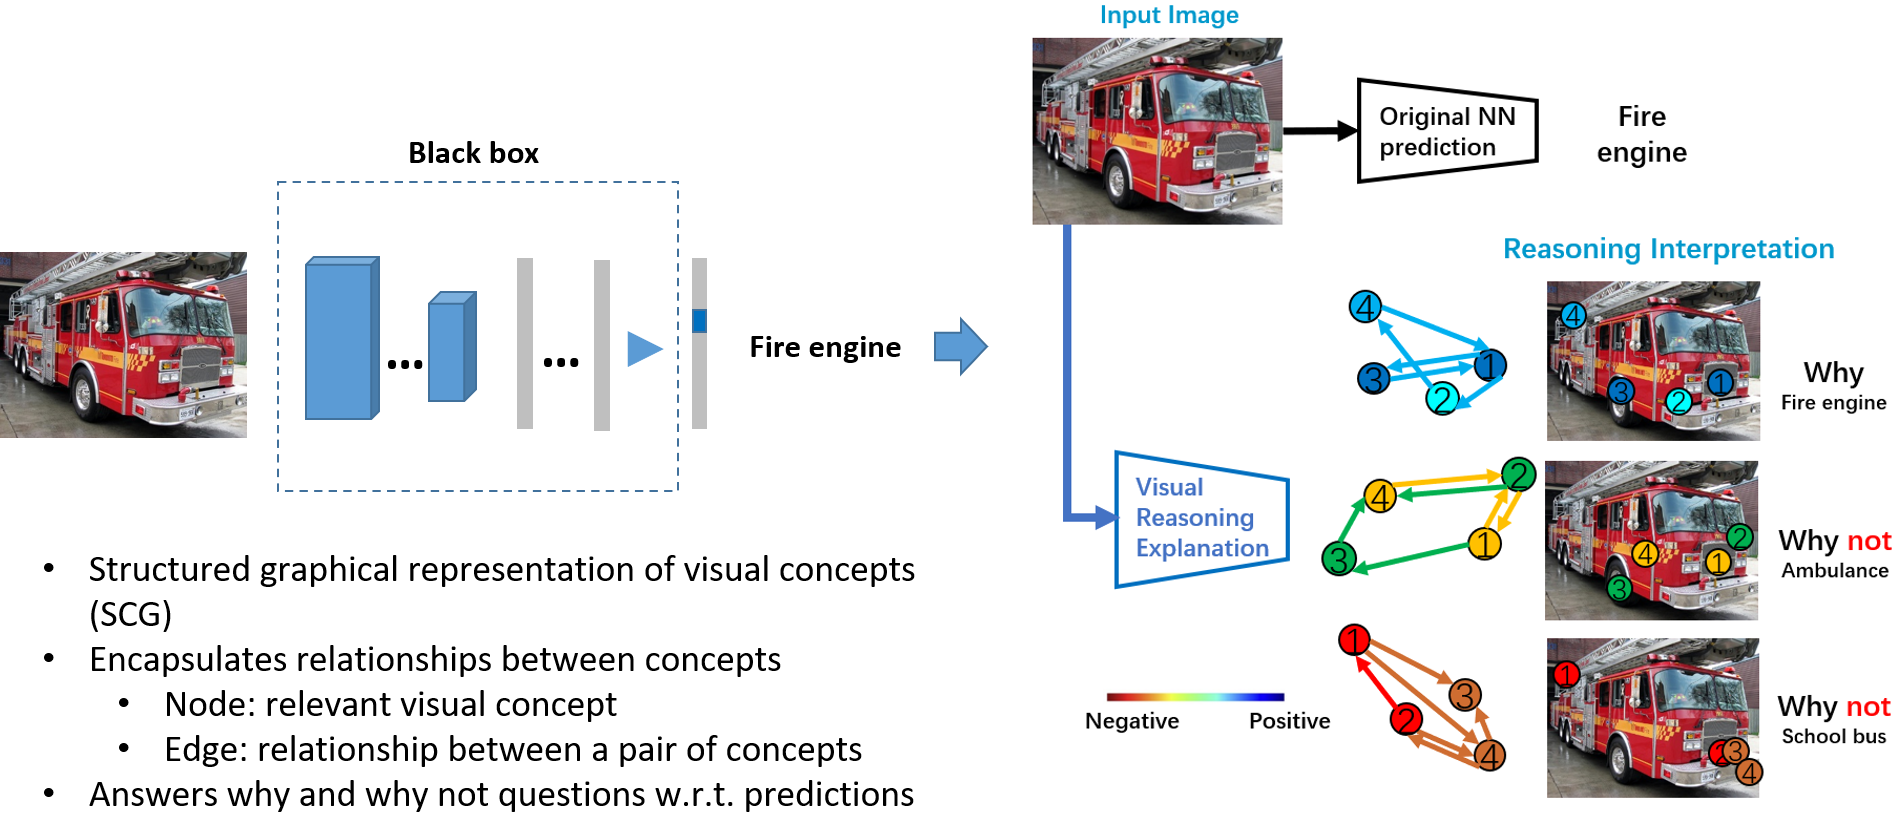 Black box
Fire engine
• Structured graphical representation of visual concepts
(SCG)
• Encapsulates relationships between concepts
• Node: relevant visual concept
• Edge: relationship between a pair of concepts
• Answers why and why not questions w.r.t. predictions
Input Image
Original NN
prediction
Fire
engine
Reasoning Interpretation
Visual
Reasoning
Explanation
4
1
3
2
4
3
2
1
Why
Fire engine
2
4
1
3
2
4
1
3
Why not
Ambulance
1
3
2
4
1
2
3
4
Why not
School bus
Negative
Positive